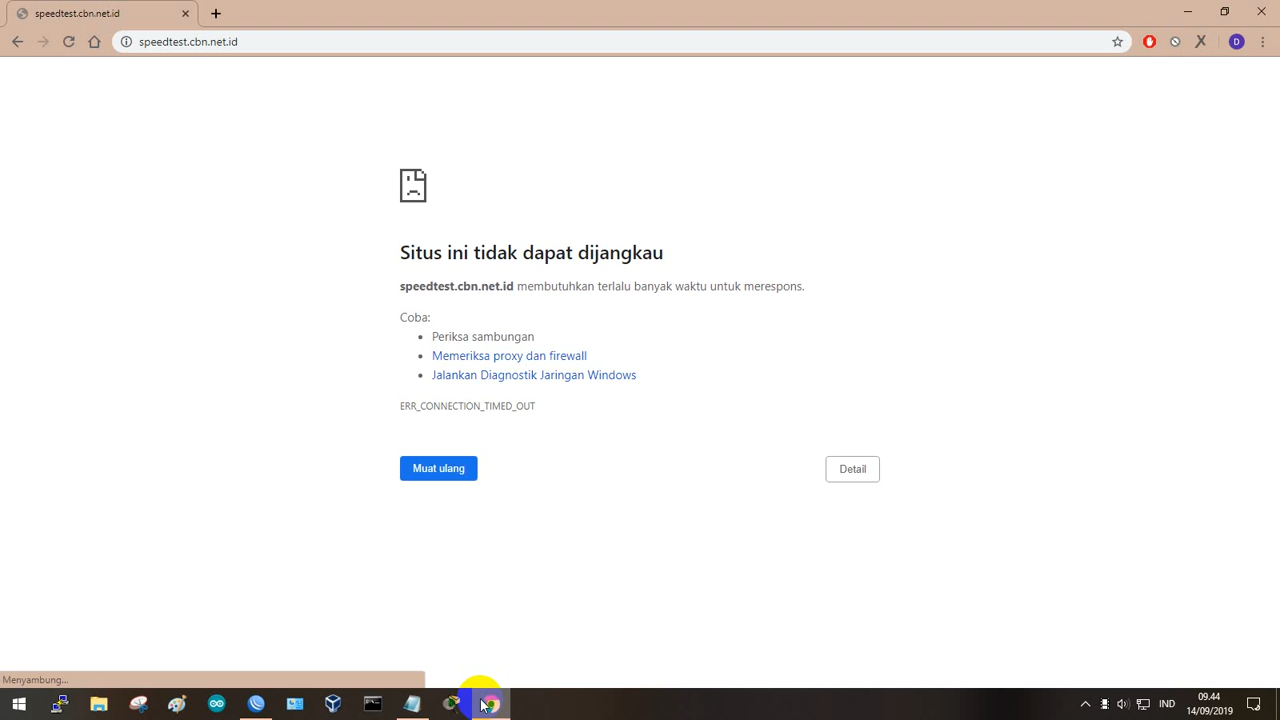 speedtest.cbn.net.id
speedtest.cbn.net.id
D
Situs ini tidak dapat dijangkau
speedtest.cbn.net.id membutuhkan terlalu banyak waktu untuk merespons.
Coba:
Periksa sambungan
Memeriksa proxy dan firewall
Jalankan Diagnostik Jaringan Windows
ERR_CONNECTION_TIMED_OUT
Muat ulang
Detail
Menyambung...
IND
09.44
14/09/2019